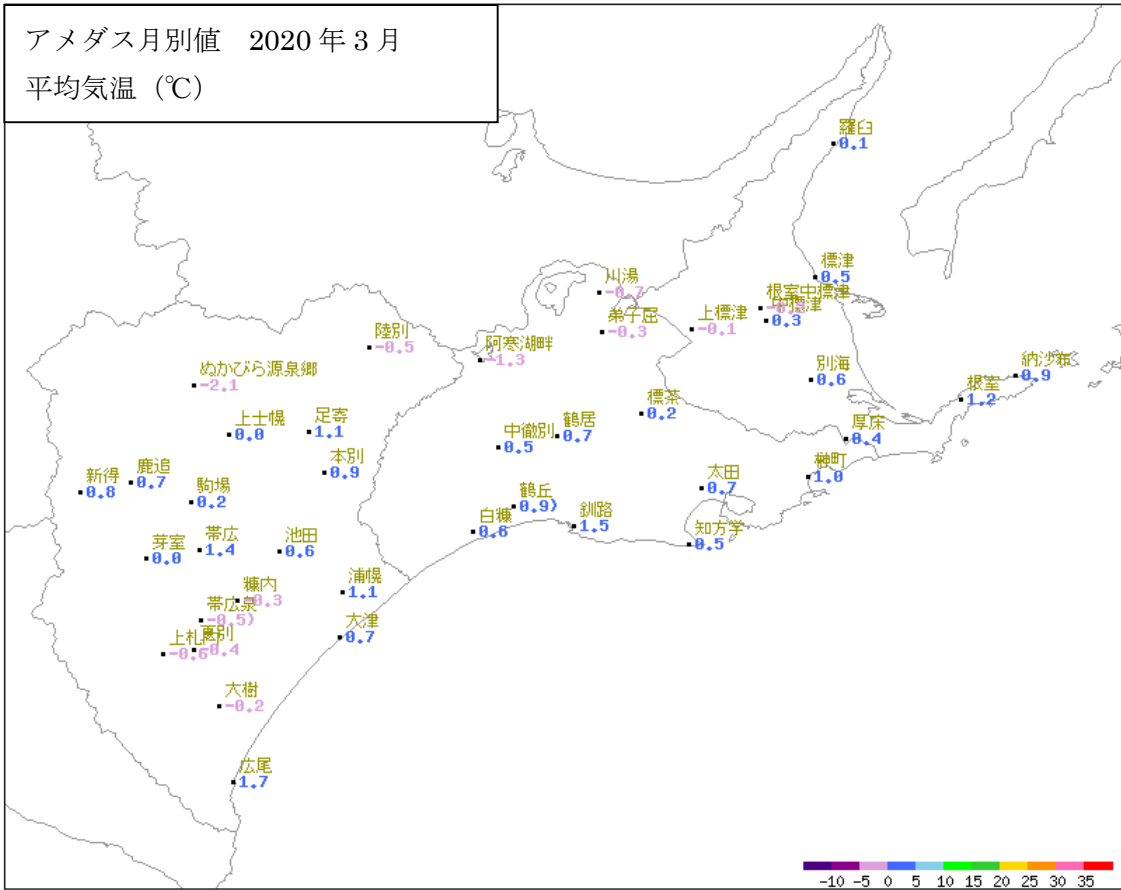 アメダス月別値 2020年3月
平均気温（℃）
羅臼
0.1
標津
0.5
川湯
-0.7
根室中標津
中標津
0.3
弟子屈
-0.3
上標津
-0.1
陸別
-0.5
阿寒湖畔
-1.3
ぬかびら源泉郷
-2.1
別海
0.6
納沙布
0.9
根室
1.2
標茶
0.2
上士幌
0.0
足寄
1.1
鶴居
0.7
中徹別
0.5
厚床
0.4
本別
0.9
榊町
1.0
新得
0.8
鹿追
0.7
駒場
0.2
太田
0.7
鶴丘
0.9)
白糠
0.6
釧路
1.5
知方学
0.5
芽室
0.0
帯広
1.4
池田
0.6
糠内
-0.3
浦幌
1.1
帯広泉
-0.5)
大津
0.7
上札内
-0.6
更別
-0.4
大樹
-0.2
広尾
1.7
-10 -5 0 5 10 15 20 25 30 35